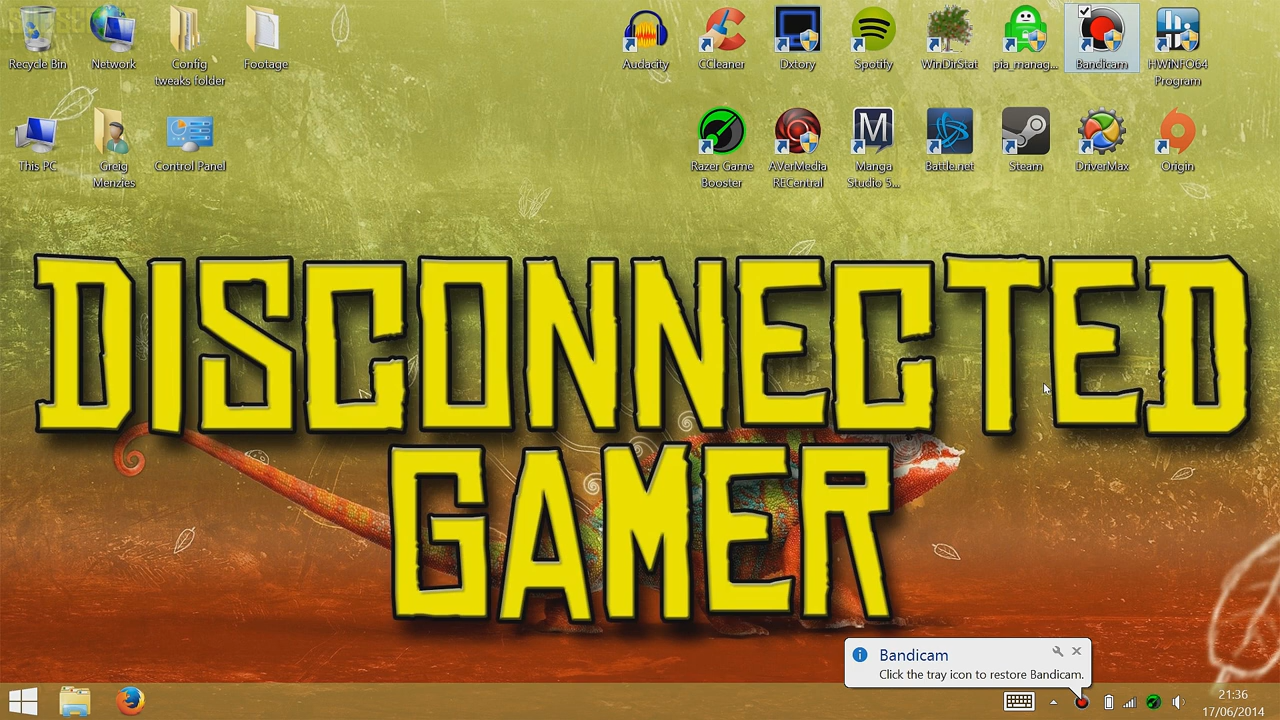 Recycle Bin
Network
Config
tweaks folder
Footage
Audacity
CCleaner
Dxtory
Spotify
WinDirStat
pia_manag...
Bandicam
HWiNFO64
Program
This PC
Greig
Menzies
Control Panel
Razer Game
Booster
AVerMedia
RECentral
M
Manga
Studio 5...
Battle.net
Steam
DriverMax
Origin
DISCONNECTED
GAMER
Bandicam
Click the tray icon to restore Bandicam.
21:36
17/06/2014